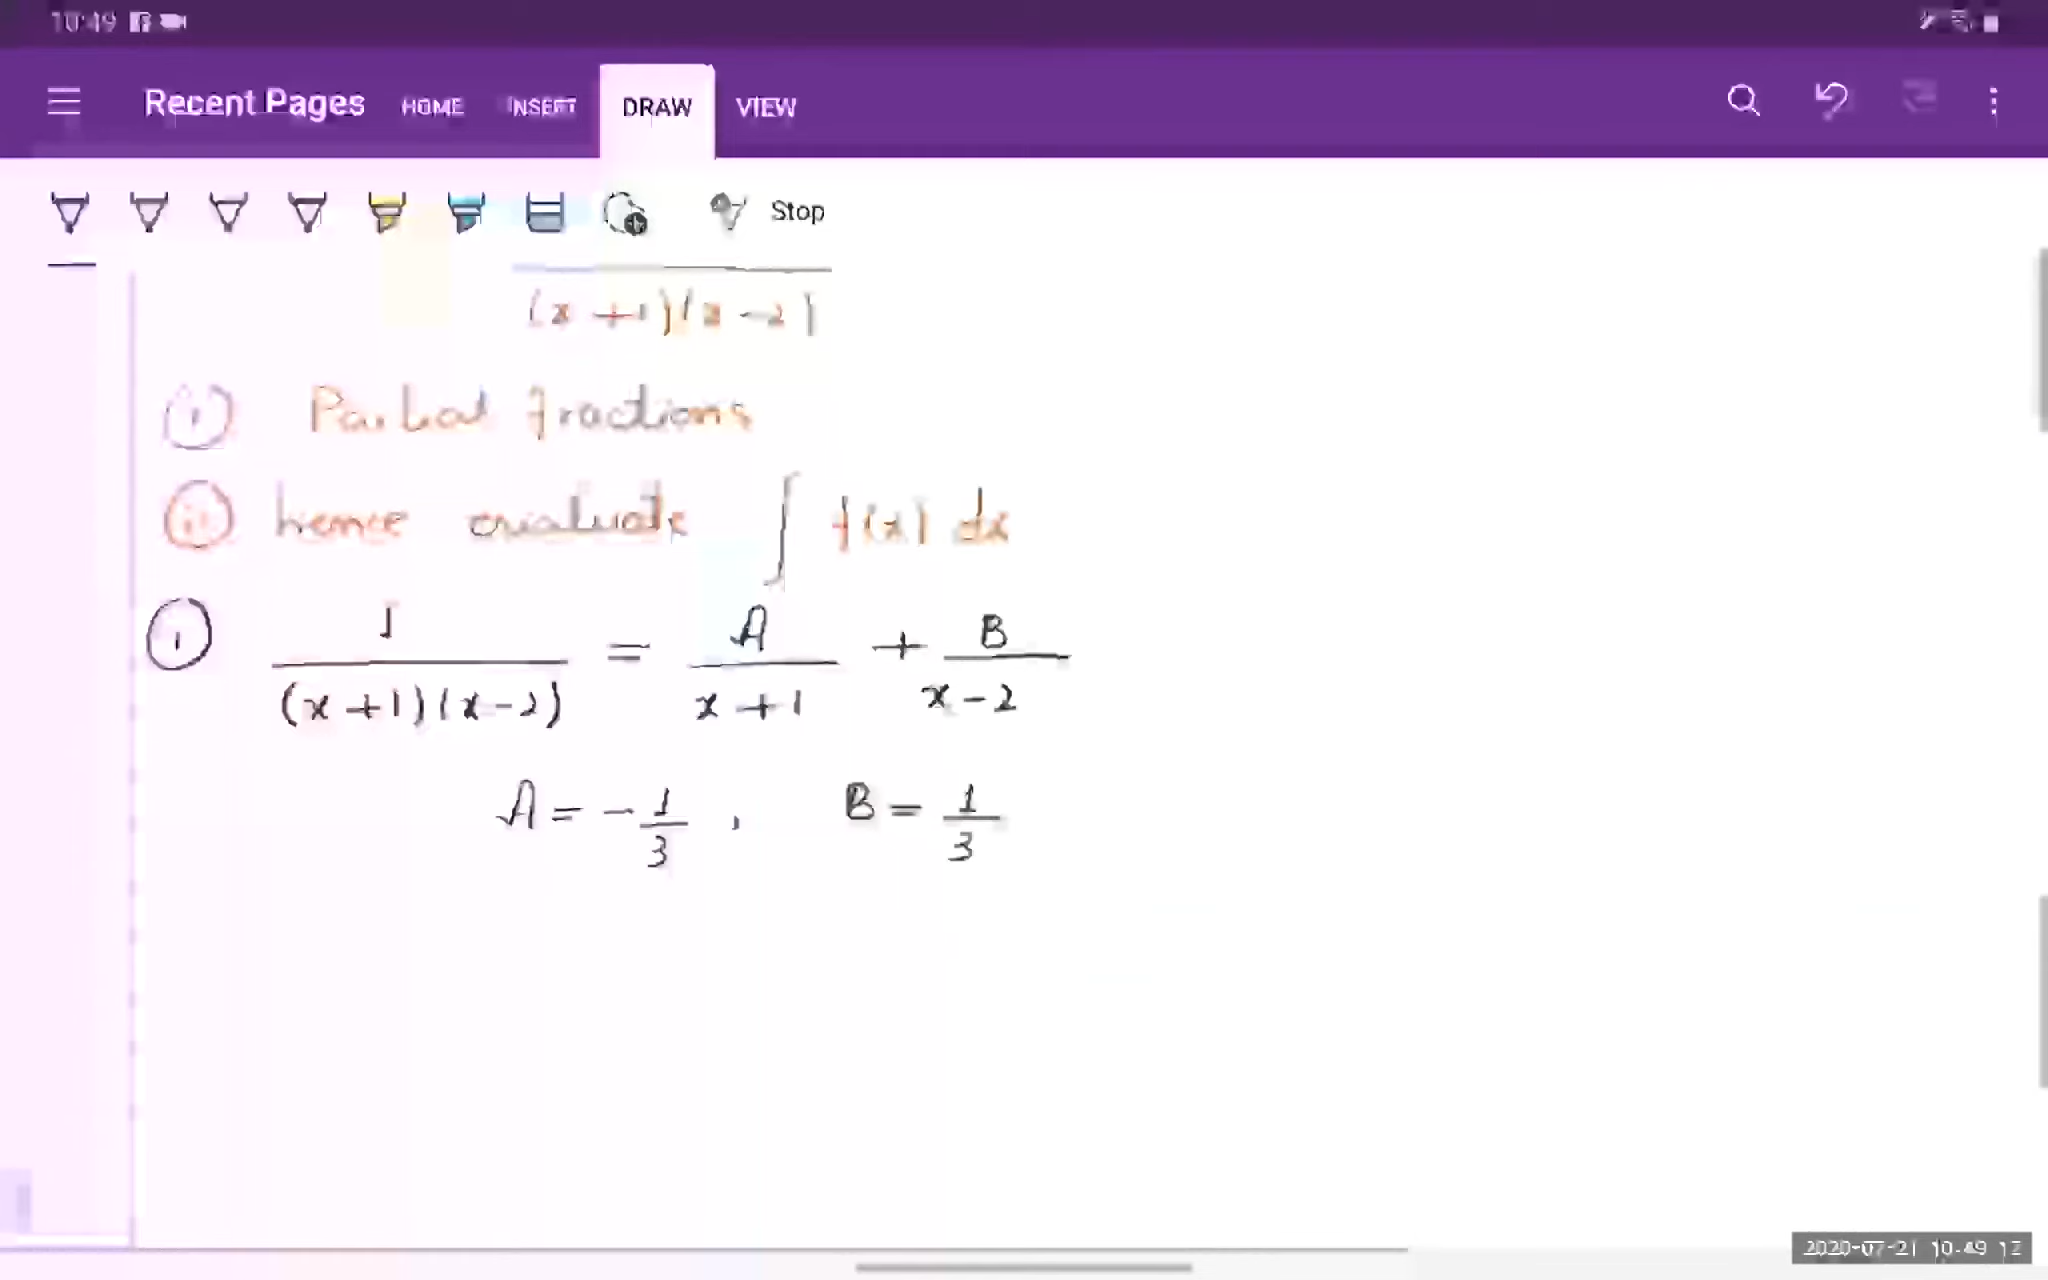 10:49
Recent Pages HOME INSERT DRAW VIEW
Stop
(x+1)(x-2)
(i) Partial fractions
(ii) hence evaluate ∫ f(x) dx
(i) 1/((x+1)(x-2)) = A/(x+1) + B/(x-2)
A = -1/3 , B = 1/3
2020-07-21 10:49 12